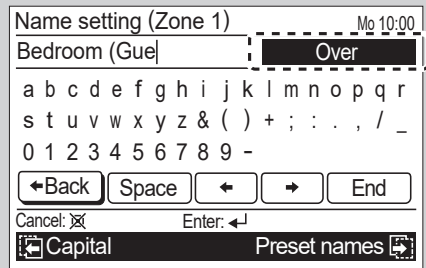 Name setting (Zone 1) Mo 10:00
Bedroom (Gue Over
a b c d e f g h i j k l m n o p q r
s t u v w x y z & ( ) + ; : . , / _
0 1 2 3 4 5 6 7 8 9 -
←Back Space ← → End
Cancel: Enter: ↵
Capital Preset names